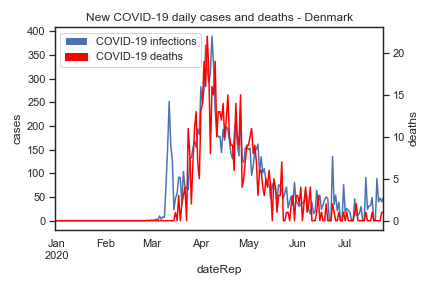 New COVID-19 daily cases and deaths - Denmark
COVID-19 infections
COVID-19 deaths
400
350
300
250
200
150
100
50
0
cases
20
15
10
5
0
deaths
Jan Feb Mar Apr May Jun Jul
2020
dateRep